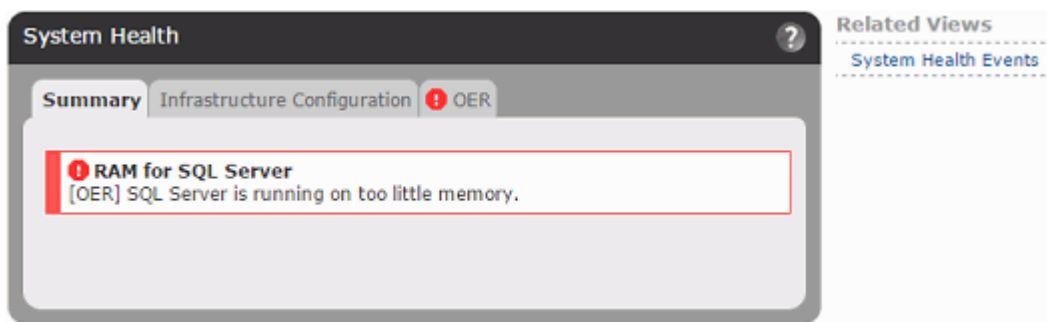 System Health
?
Related Views
System Health Events
Summary Infrastructure Configuration ! OER
! RAM for SQL Server
[OER] SQL Server is running on too little memory.